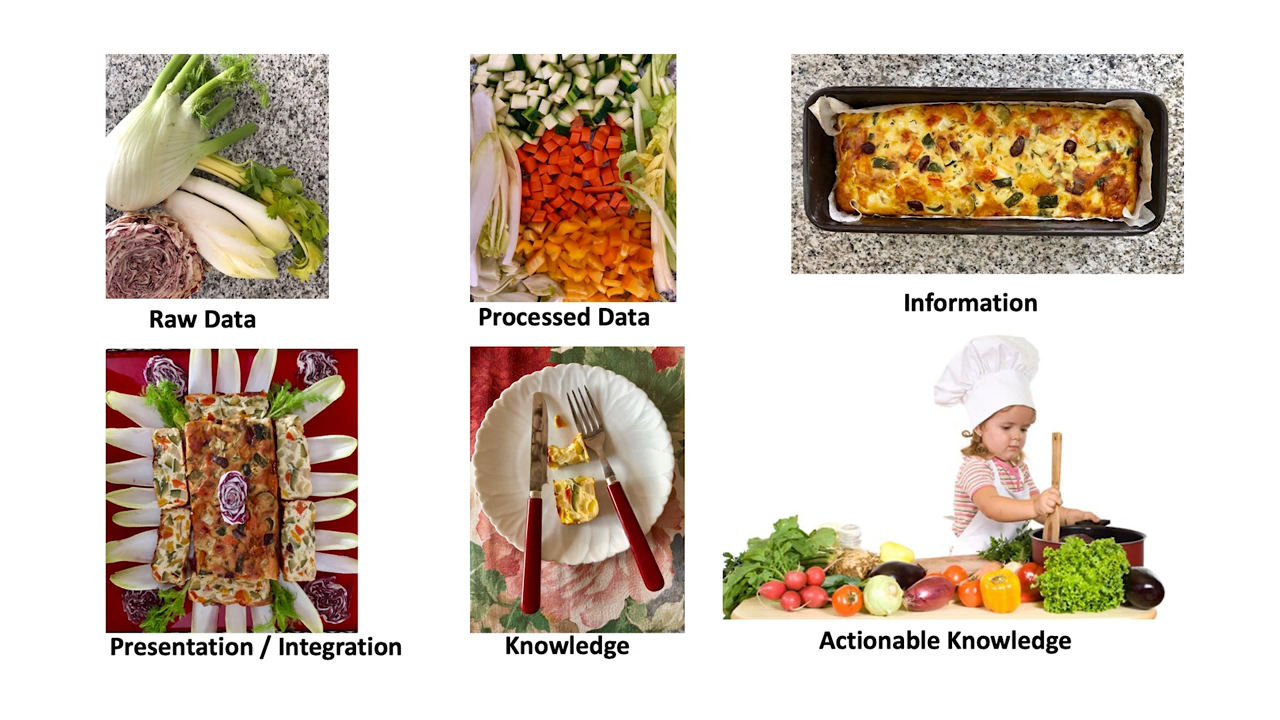 Raw Data
Processed Data
Information
Presentation / Integration
Knowledge
Actionable Knowledge